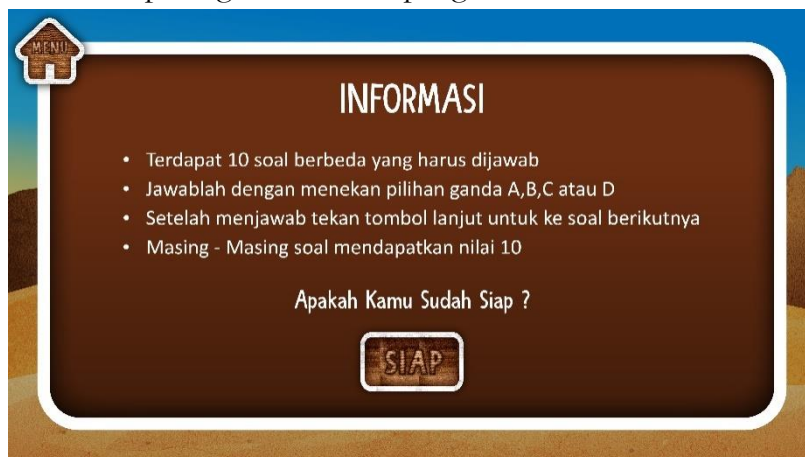 MENU
INFORMASI
• Terdapat 10 soal berbeda yang harus dijawab
• Jawablah dengan menekan pilihan ganda A,B,C atau D
• Setelah menjawab tekan tombol lanjut untuk ke soal berikutnya
• Masing - Masing soal mendapatkan nilai 10
Apakah Kamu Sudah Siap ?
SIAP